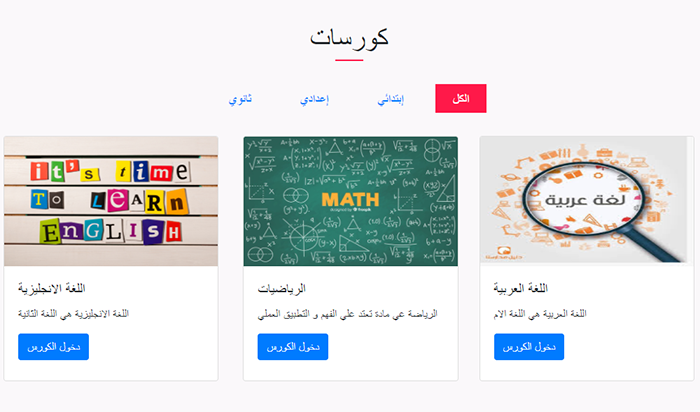 كورسات
الكل
إبتدائي
إعدادي
ثانوي
لغة عربية
اللغة العربية
اللغة العربية هي اللغة الام
دخول الكورس
MATH
الرياضيات
الرياضة عي مادة تعتد علي الفهم و التطبيق العملي
دخول الكورس
it's time
TO LEARN
ENGLISH
اللغة الانجليزية
اللغة الانجليزية هي اللغة الثانية
دخول الكورس